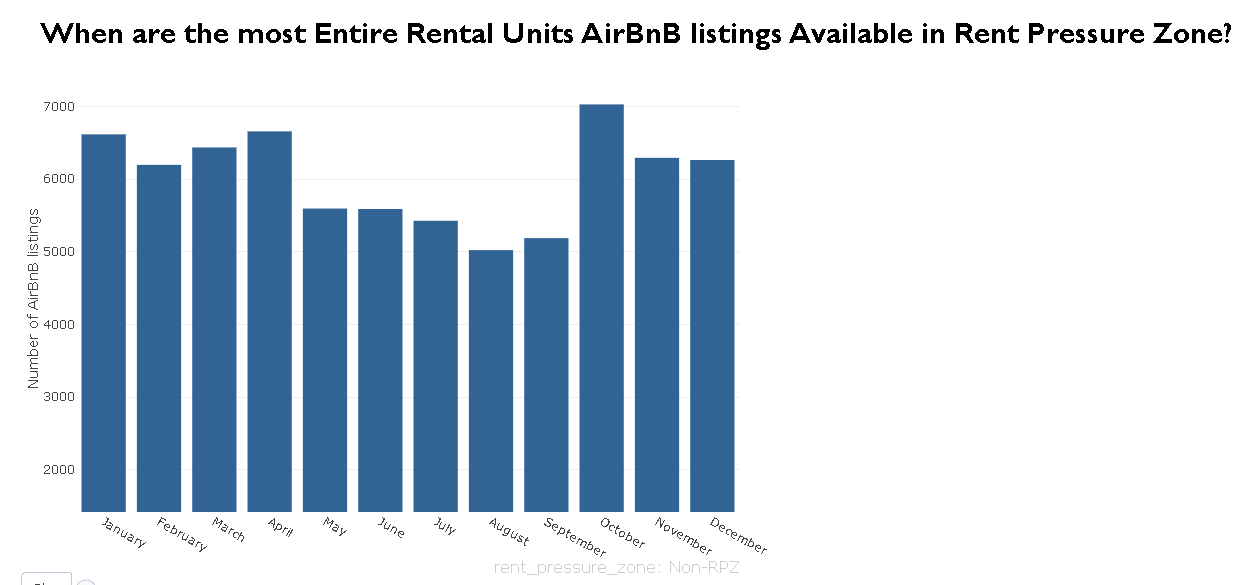 When are the most Entire Rental Units AirBnB listings Available in Rent Pressure Zone?
Number of AirBnB listings
7000
6000
5000
4000
3000
2000
January
February
March
April
May
June
July
August
September
October
November
December
rent_pressure_zone: Non-RPZ